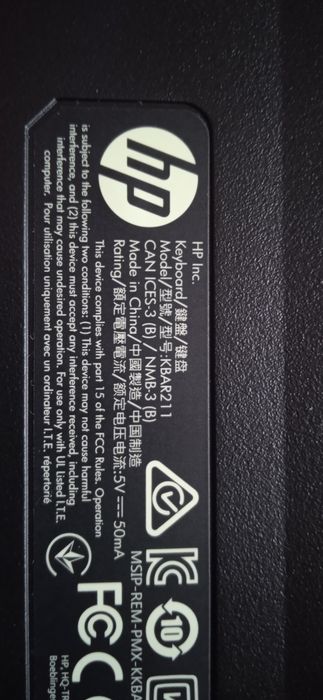 hp
HP Inc.
Keyboard/鍵盤/键盘
Model/型號/型号:KBAR211
CAN ICES-3 (B) / NMB-3 (B)
Made in China/中國製造/中国制造
Rating/額定電壓電流/额定电压电流:5V⎓50mA
This device complies with part 15 of the FCC Rules. Operation
is subject to the following two conditions: (1) This device may not cause harmful
interference, and (2) this device must accept any interference received, including
interference that may cause undesired operation. For use only with UL Listed I.T.E.
computer. Pour utilisation uniquement avec un ordinateur I.T.E. répertorié
10
MSIP-REM-PMX-KKBA
FC
HP, HQ-TR
Boeblinge